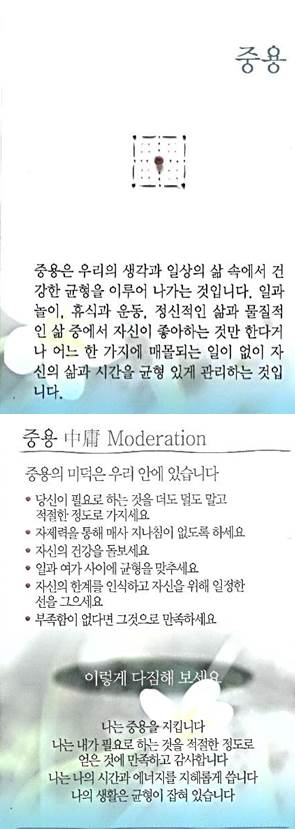 중용
중용은 우리의 생각과 일상의 삶 속에서 건
강한 균형을 이루어 나가는 것입니다. 일과
놀이, 휴식과 운동, 정신적인 삶과 물질적
인 삶 중에서 자신이 좋아하는 것만 한다거
나 어느 한 가지에 매몰되는 일이 없이 자
신의 삶과 시간을 균형 있게 관리하는 것입
니다.
중용 中庸 Moderation
중용의 미덕은 우리 안에 있습니다
• 당신이 필요로 하는 것을 더도 덜도 말고
적절한 정도로 가지세요
• 자제력을 통해 매사 지나침이 없도록 하세요
• 자신의 건강을 돌보세요
• 일과 여가 사이에 균형을 맞추세요
• 자신의 한계를 인식하고 자신을 위해 일정한
선을 그으세요
• 부족함이 없다면 그것으로 만족하세요
이렇게 다짐해 보세요
나는 중용을 지킵니다
나는 내가 필요로 하는 것을 적절한 정도로
얻은 것에 만족하고 감사합니다
나는 나의 시간과 에너지를 지혜롭게 씁니다
나의 생활은 균형이 잡혀 있습니다